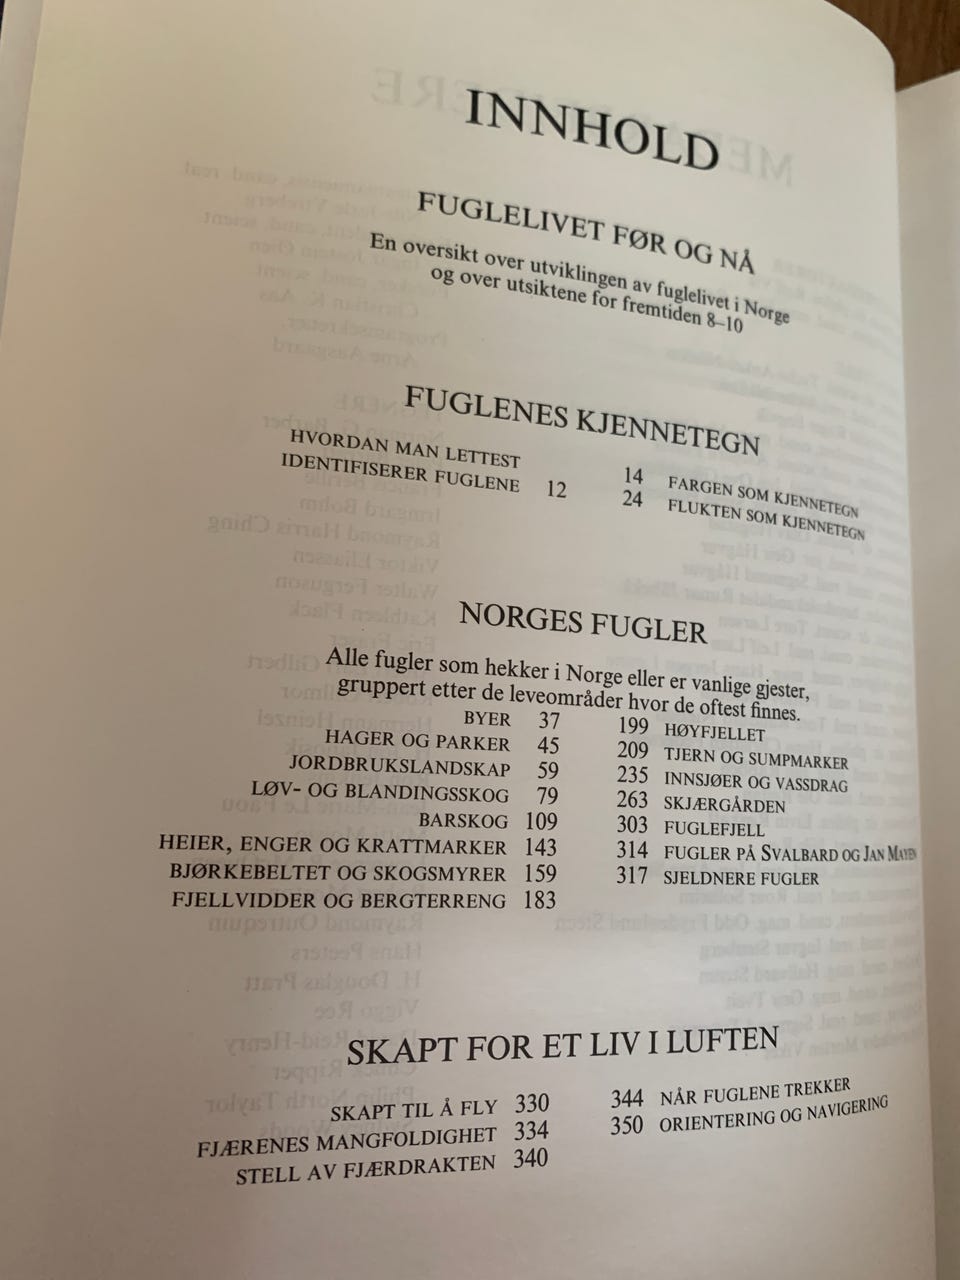 INNHOLD
FUGLELIVET FØR OG NÅ
En oversikt over utviklingen av fuglelivet i Norge
og over utsiktene for fremtiden 8–10
FUGLENES KJENNETEGN
HVORDAN MAN LETTEST
IDENTIFISERER FUGLENE 12
14 FARGEN SOM KJENNETEGN
24 FLUKTEN SOM KJENNETEGN
NORGES FUGLER
Alle fugler som hekker i Norge eller er vanlige gjester,
gruppert etter de leveområder hvor de oftest finnes.
BYER 37
HAGER OG PARKER 45
JORDBRUKSLANDSKAP 59
LØV- OG BLANDINGSSKOG 79
BARSKOG 109
HEIER, ENGER OG KRATTMARKER 143
BJØRKEBELTET OG SKOGSMYRER 159
FJELLVIDDER OG BERGTERRENG 183
199 HØYFJELLET
209 TJERN OG SUMPMARKER
235 INNSJØER OG VASSDRAG
263 SKJÆRGÅRDEN
303 FUGLEFJELL
314 FUGLER PÅ SVALBARD OG JAN MAYEN
317 SJELDNERE FUGLER
SKAPT FOR ET LIV I LUFTEN
SKAPT TIL Å FLY 330
FJÆRENES MANGFOLDIGHET 334
STELL AV FJÆRDRAKTEN 340
344 NÅR FUGLENE TREKKER
350 ORIENTERING OG NAVIGERING